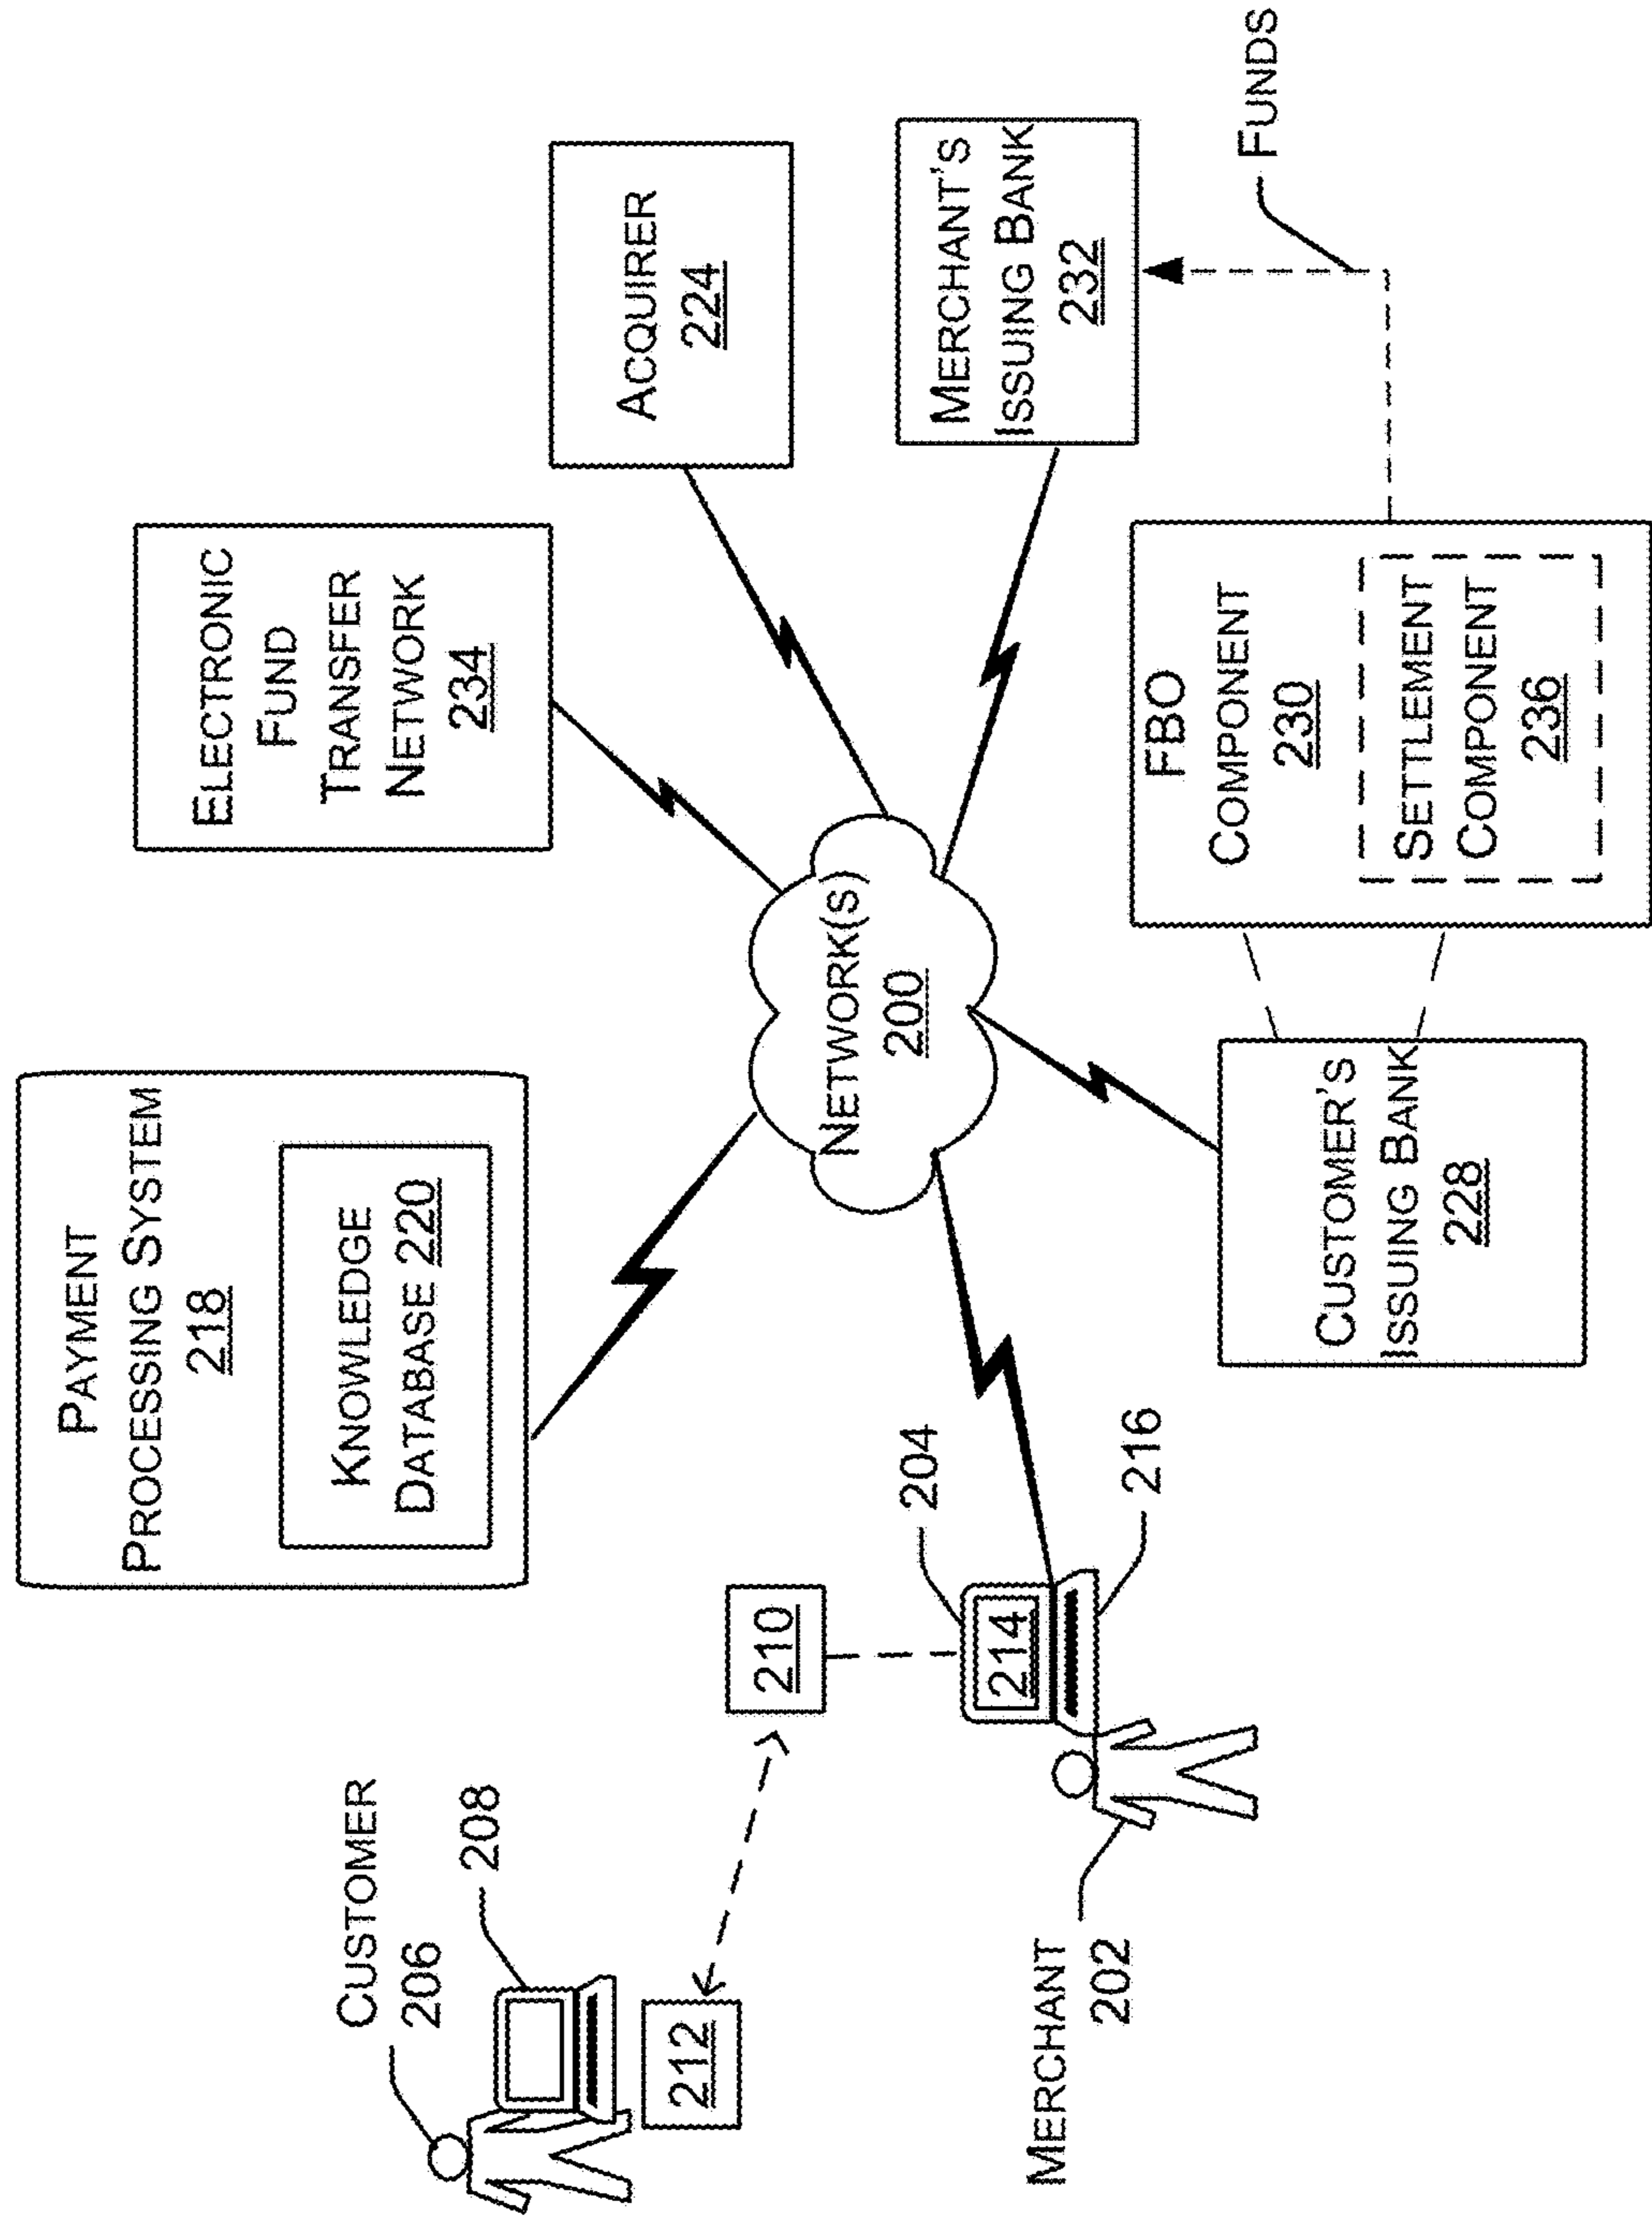 PAYMENT
PROCESSING SYSTEM
218
KNOWLEDGE
DATABASE 220
ELECTRONIC
FUND
TRANSFER
NETWORK
234
ACQUIRER
224
CUSTOMER
206
208
212
210
204
214
216
MERCHANT
202
NETWORK(S)
200
MERCHANT'S
ISSUING BANK
232
CUSTOMER'S
ISSUING BANK
228
FBO
COMPONENT
230
SETTLEMENT
COMPONENT
236
FUNDS